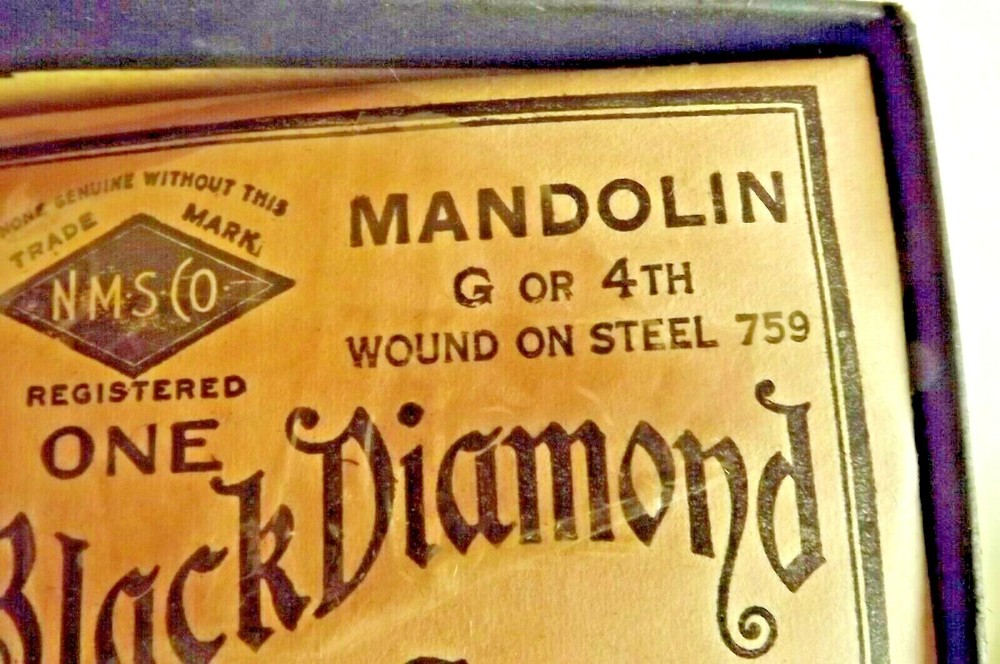 NONE GENUINE WITHOUT THIS
TRADE MARK.
N·M·S·CO·
REGISTERED
MANDOLIN
G OR 4TH
WOUND ON STEEL 759
ONE
Black Diamond